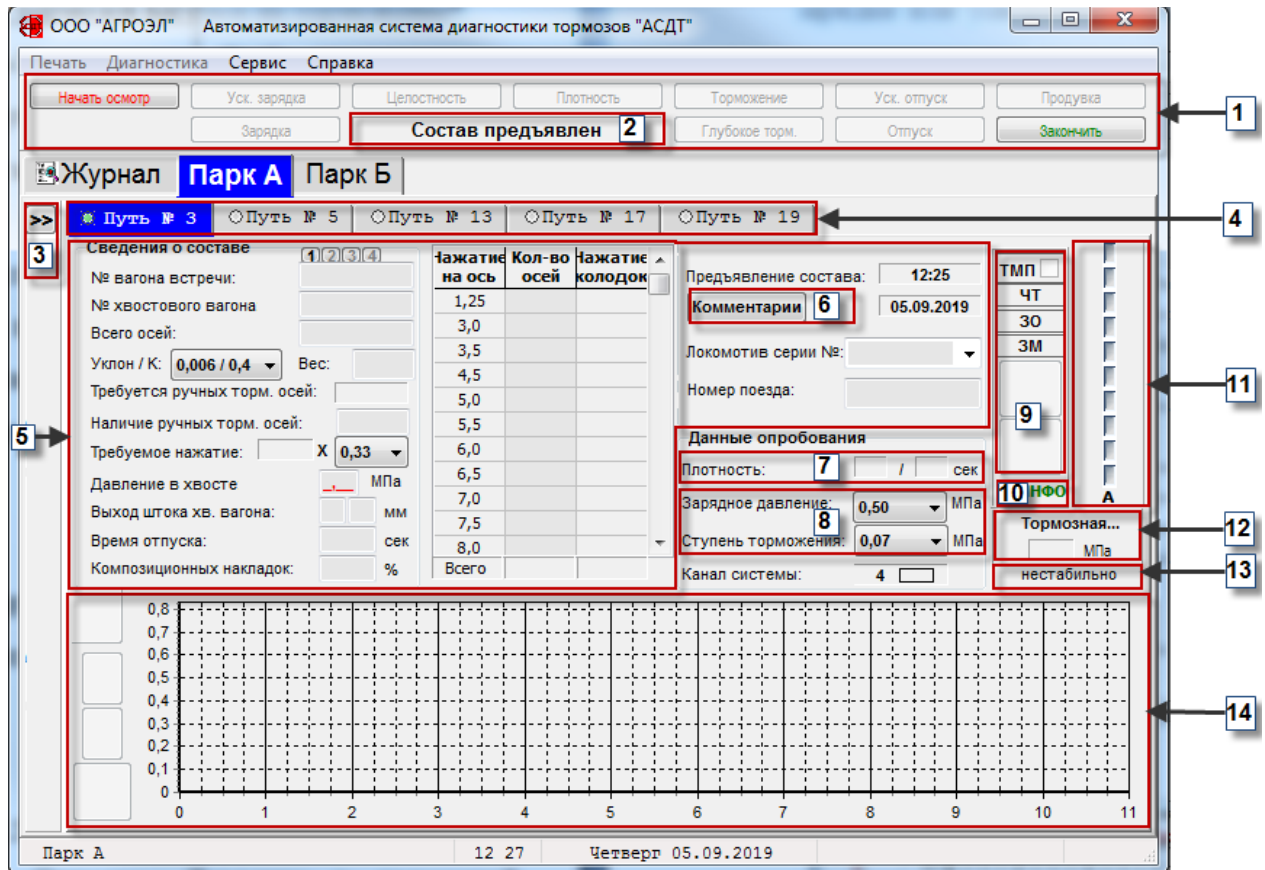 ООО "АГРОЭЛ" Автоматизированная система диагностики тормозов "АСДТ"
Печать Диагностика Сервис Справка
Начать осмотр Уск. зарядка Целостность Плотность Торможение Уск. отпуск Продувка
1
Зарядка Состав предъявлен 2 Глубокое торм. Отпуск Закончить
Журнал Парк А Парк Б
>> Путь № 3 Путь № 5 Путь № 13 Путь № 17 Путь № 19
4
3
Сведения о составе 1 2 3 4
№ вагона встречи:
№ хвостового вагона
Всего осей:
Уклон / К: 0,006 / 0,4 Вес:
Требуется ручных торм. осей:
Наличие ручных торм. осей:
5
Требуемое нажатие: X 0,33
Давление в хвосте _,__ МПа
Выход штока хв. вагона: мм
Время отпуска: сек
Композиционных накладок: %
Нажатие на ось Кол-во осей Нажатие колодок
1,25
3,0
3,5
4,5
5,0
5,5
6,0
6,5
7,0
7,5
8,0
Всего
Предъявление состава: 12:25
Комментарии 6 05.09.2019
Локомотив серии №:
Номер поезда:
Данные опробования
Плотность: 7 / сек
Зарядное давление: 0,50 МПа
8
Ступень торможения: 0,07 МПа
Канал системы: 4
ТМП
ЧТ
ЗО
ЗМ
9
10 НФО
А
11
Тормозная...
12
МПа
нестабильно
13
0,8
0,7
0,6
0,5
0,4
0,3
0,2
0,1
0
14
0 1 2 3 4 5 6 7 8 9 10 11
Парк А 12 27 Четверг 05.09.2019